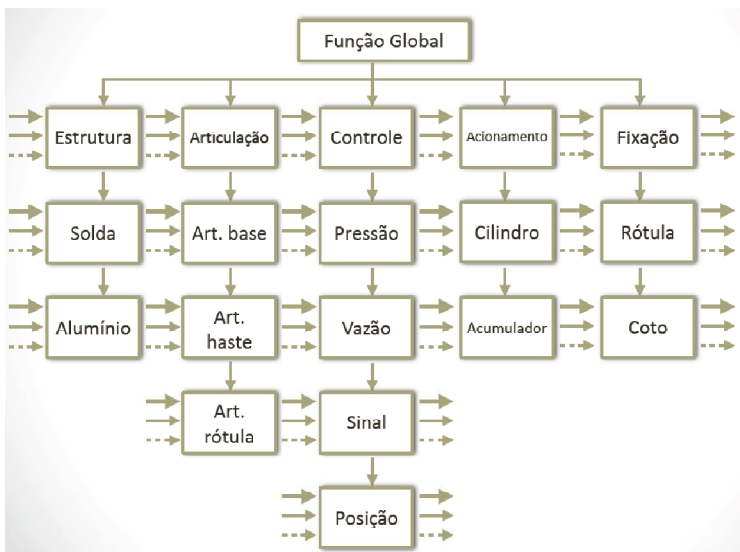 Função Global
Estrutura
Articulação
Controle
Acionamento
Fixação
Solda
Art. base
Pressão
Cilindro
Rótula
Alumínio
Art.
haste
Vazão
Acumulador
Coto
Art.
rótula
Sinal
Posição